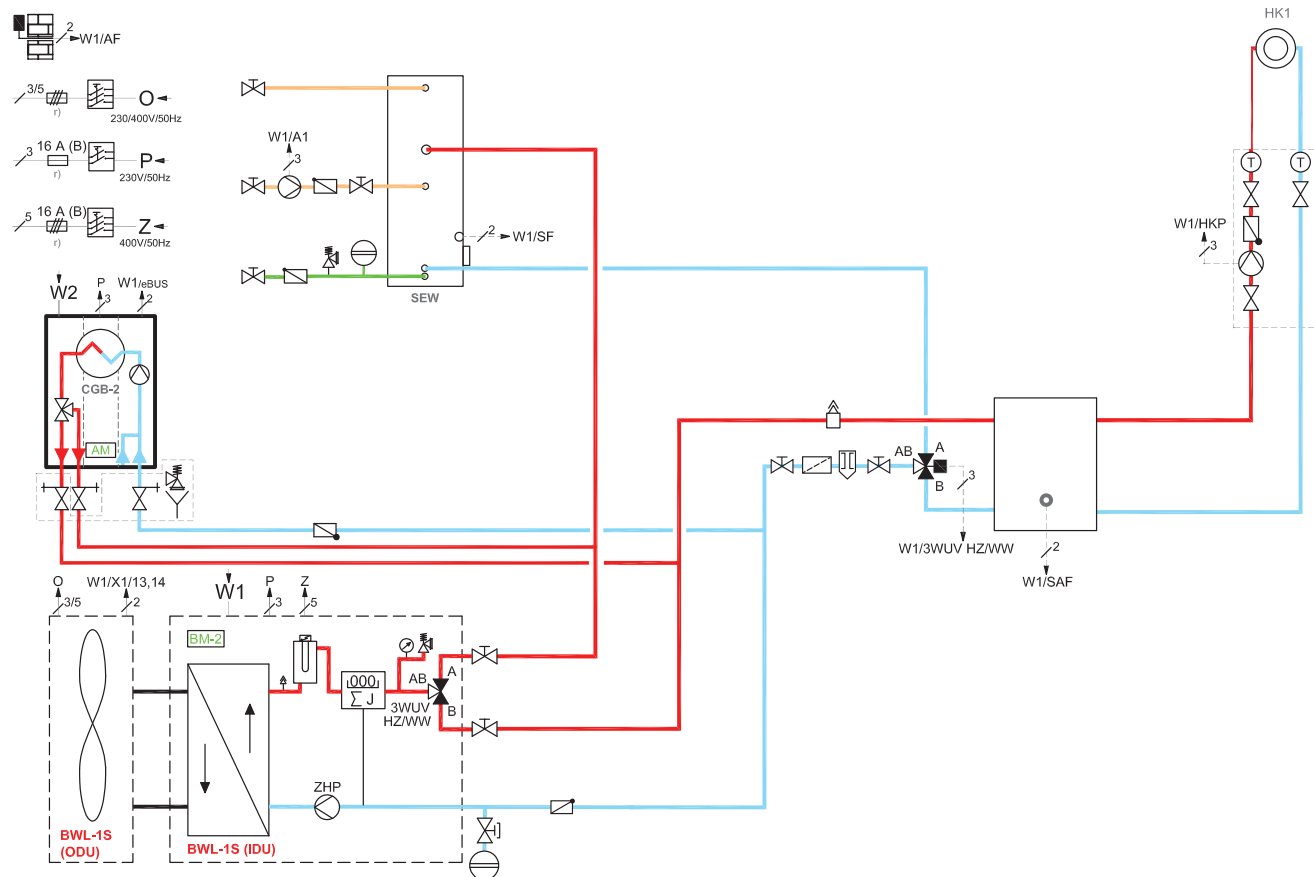 HK1
2
W1/AF
3/5
r)
O
230/400V/50Hz
3
16 A (B)
r)
P
230V/50Hz
5
16 A (B)
r)
Z
400V/50Hz
W1/A1
3
2
W1/SF
SEW
T
T
W1/HKP
3
W2
P
3
W1/eBUS
2
CGB-2
AM
AB
A
B
3
W1/3WUV HZ/WW
2
W1/SAF
O
3/5
W1/X1/13,14
2
W1
P
3
Z
5
BM-2
000
Σ J
AB
A
B
3WUV
HZ/WW
ZHP
BWL-1S
(ODU)
BWL-1S (IDU)